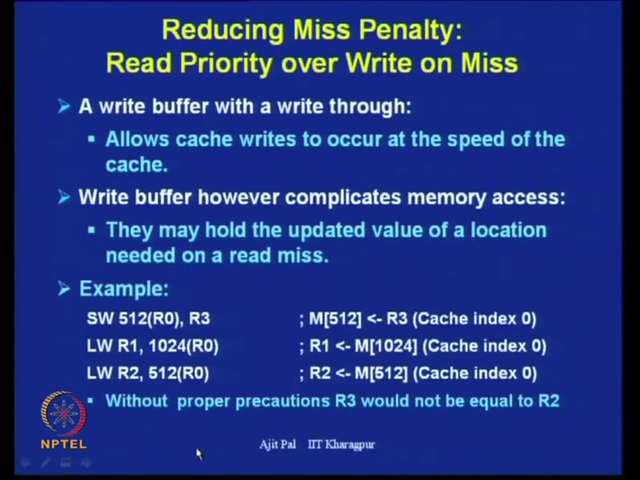 Reducing Miss Penalty:
Read Priority over Write on Miss
A write buffer with a write through:
Allows cache writes to occur at the speed of the
cache.
Write buffer however complicates memory access:
They may hold the updated value of a location
needed on a read miss.
Example:
SW 512(R0), R3 ; M[512] <- R3 (Cache index 0)
LW R1, 1024(R0) ; R1 <- M[1024] (Cache index 0)
LW R2, 512(R0) ; R2 <- M[512] (Cache index 0)
Without proper precautions R3 would not be equal to R2
NPTEL
Ajit Pal IIT Kharagpur